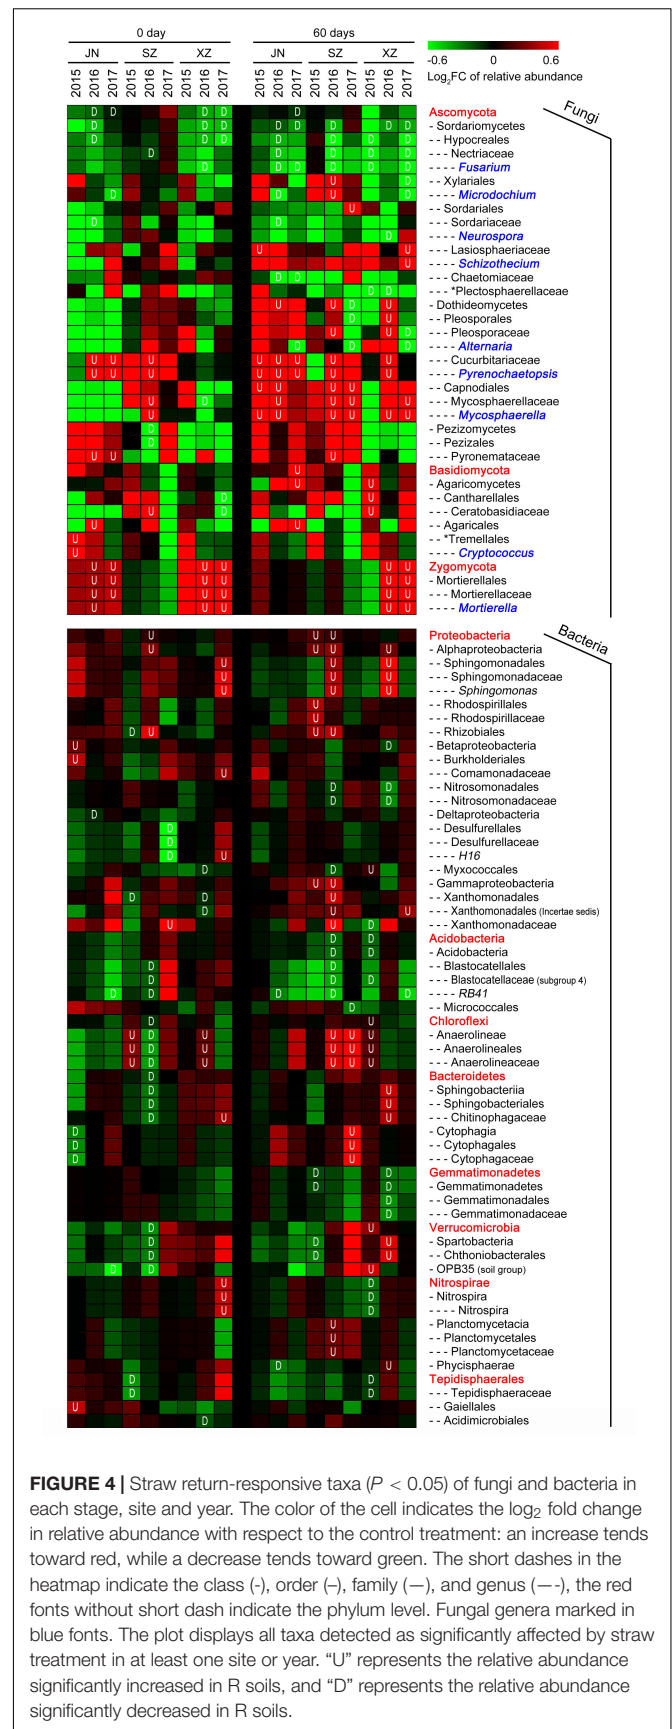 0 day 60 days
JN SZ XZ JN SZ XZ
2015 2016 2017 2015 2016 2017 2015 2016 2017 2015 2016 2017 2015 2016 2017 2015 2016 2017
-0.6 0 0.6
Log2FC of relative abundance
Fungi
D D D D D Ascomycota
D D D D D D D D - Sordariomycetes
D D D D D D D - - Hypocreales
D D D D D - - - Nectriaceae
D D D D D D - - - - Fusarium
U D - - Xylariales
D D U D - - - - Microdochium
U - - Sordariales
D D - - - Sordariaceae
D - - - - Neurospora
U U - - - Lasiosphaeriaceae
U - - - - Schizothecium
D D - - - Chaetomiaceae
D D - - - *Plectosphaerellaceae
U U D U - Dothideomycetes
D U - - Pleosporales
U U D - - - Pleosporaceae
D D D - - - - Alternaria
U U U U U U U U - - - Cucurbitariaceae
U U U U U U U U - - - - Pyrenochaetopsis
U U U U - - Capnodiales
U D U U U U U - - - Mycosphaerellaceae
U U U U U U U - - - - Mycosphaerella
D - Pezizomycetes
D - - Pezizales
U U U - - - Pyronemataceae
U Basidiomycota
U U - Agaricomycetes
D U - - Cantharellales
U D U - - - Ceratobasidiaceae
U U - - Agaricales
U - - *Tremellales
U - - - - Cryptococcus
U U U U U U Zygomycota
U U U U U U - Mortierellales
U U U U U U - - - Mortierellaceae
U U U U U - - - - Mortierella
Bacteria
U U U Proteobacteria
U U U - Alphaproteobacteria
U U U - - Sphingomonadales
U U U - - - Sphingomonadaceae
U U U - - - - Sphingomonas
U - - Rhodospirillales
U - - - Rhodospirillaceae
D U U U - - Rhizobiales
U D - Betaproteobacteria
U - - Burkholderiales
U - - - Comamonadaceae
D D - - Nitrosomonadales
D D - - - Nitrosomonadaceae
D - Deltaproteobacteria
D - - Desulfurellales
D - - - Desulfurellaceae
D U - - - - H16
D D U - - Myxococcales
U U - Gammaproteobacteria
D D U - - Xanthomonadales
D U U - - - Xanthomonadales (Incertae sedis)
U U D - - - Xanthomonadaceae
D D Acidobacteria
D D - Acidobacteria
D D - - Blastocatellales
D D D - - - Blastocatellaceae (subgroup 4)
D D D D D - - - - RB41
D - - Micrococcales
D U Chloroflexi
U D U U U U - Anaerolineae
U D U U U U - - Anaerolineales
U D U U U U - - - Anaerolineaceae
D Bacteroidetes
D U - Sphingobacteriia
D U - - Sphingobacteriales
D U U - - - Chitinophagaceae
D U - Cytophagia
D U - - Cytophagales
D U - - - Cytophagaceae
D D Gemmatimonadetes
D D - Gemmatimonadetes
D - - Gemmatimonadales
D - - - Gemmatimonadaceae
D U Verrucomicrobia
D D U - Spartobacteria
D D U - - Chthoniobacterales
D D U - OPB35 (soil group)
U D Nitrospirae
U D - Nitrospira
U D - - - - Nitrospira
U - Planctomycetacia
U - - Planctomycetales
U - - - Planctomycetaceae
D U - Phycisphaerae
D D Tepidisphaerales
D D - - - Tepidisphaeraceae
U - - Gaiellales
D - - Acidimicrobiales
FIGURE 4 | Straw return-responsive taxa (P < 0.05) of fungi and bacteria in
each stage, site and year. The color of the cell indicates the log2 fold change
in relative abundance with respect to the control treatment: an increase tends
toward red, while a decrease tends toward green. The short dashes in the
heatmap indicate the class (-), order (–), family (—), and genus (—-), the red
fonts without short dash indicate the phylum level. Fungal genera marked in
blue fonts. The plot displays all taxa detected as significantly affected by straw
treatment in at least one site or year. “U” represents the relative abundance
significantly increased in R soils, and “D” represents the relative abundance
significantly decreased in R soils.